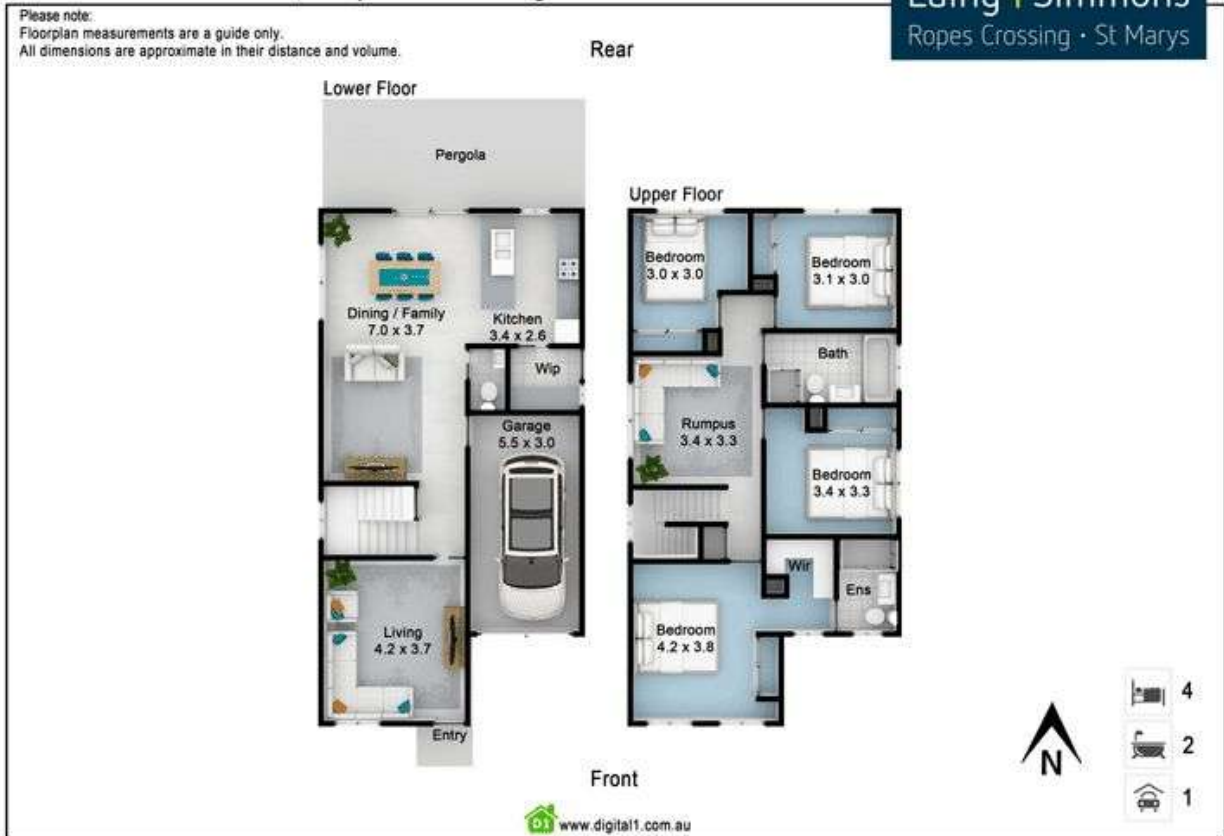 Please note:
Floorplan measurements are a guide only.
All dimensions are approximate in their distance and volume.
Simmons
Ropes Crossing · St Marys
Rear
Lower Floor
Pergola
Upper Floor
Bedroom
3.0 x 3.0
Bedroom
3.1 x 3.0
Dining / Family
7.0 x 3.7
Kitchen
3.4 x 2.6
Wip
Bath
Garage
5.5 x 3.0
Rumpus
3.4 x 3.3
Bedroom
3.4 x 3.3
Wir
Ens
Living
4.2 x 3.7
Bedroom
4.2 x 3.8
Entry
N
4
2
1
Front
D1 www.digital1.com.au